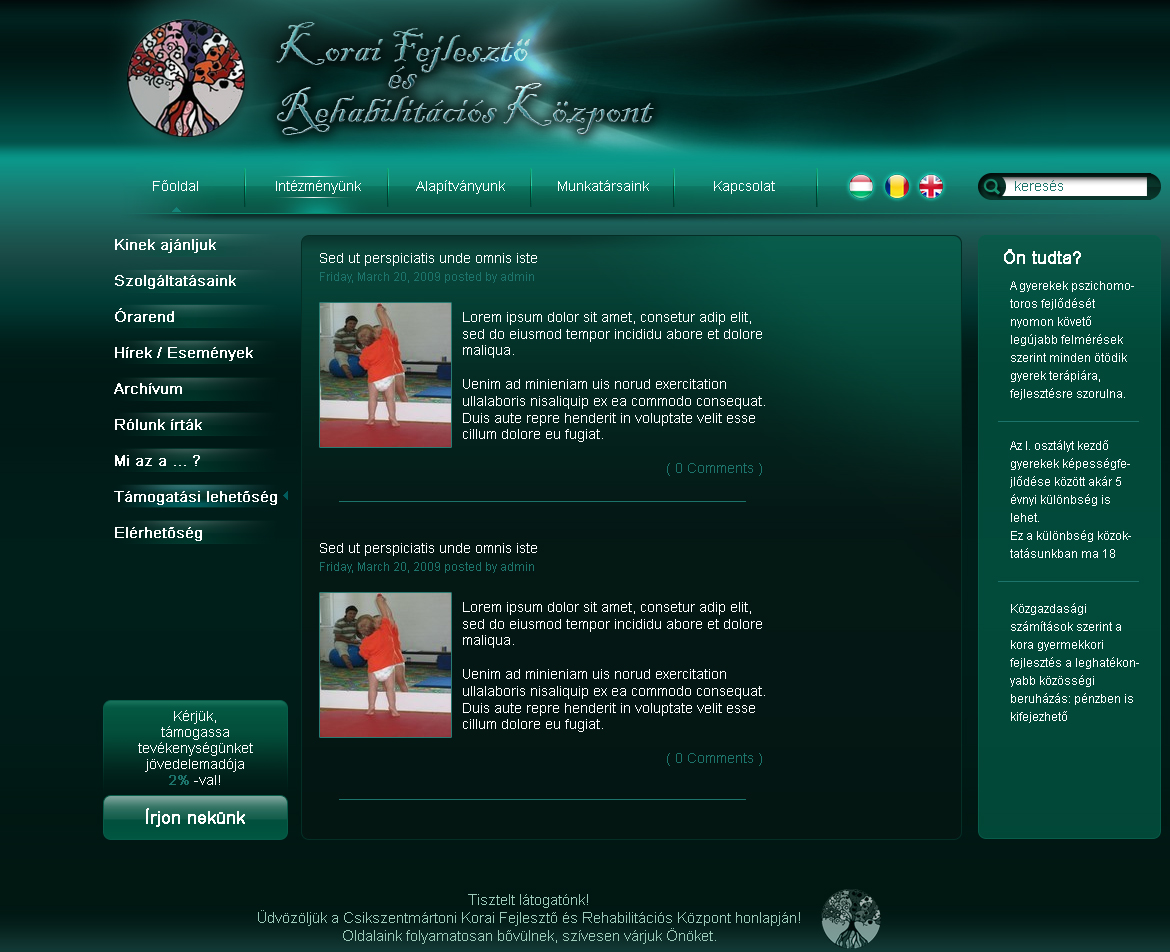 Korai Fejlesztő
és
Rehabilitációs Központ
Főoldal
Intézményünk
Alapítványunk
Munkatársaink
Kapcsolat
keresés
Kinek ajánljuk
Szolgáltatásaink
Órarend
Hírek / Események
Archívum
Rólunk írták
Mi az a ... ?
Támogatási lehetőség
Elérhetőség
Kérjük,
támogassa
tevékenységünket
jövedelemadója
2% -val!
Írjon nekünk
Sed ut perspiciatis unde omnis iste
Friday, March 20, 2009 posted by admin
Lorem ipsum dolor sit amet, consetur adip elit,
sed do eiusmod tempor incididu abore et dolore
maliqua.
Uenim ad minieniam uis norud exercitation
ullalaboris nisaliquip ex ea commodo consequat.
Duis aute repre henderit in voluptate velit esse
cillum dolore eu fugiat.
( 0 Comments )
Sed ut perspiciatis unde omnis iste
Friday, March 20, 2009 posted by admin
Lorem ipsum dolor sit amet, consetur adip elit,
sed do eiusmod tempor incididu abore et dolore
maliqua.
Uenim ad minieniam uis norud exercitation
ullalaboris nisaliquip ex ea commodo consequat.
Duis aute repre henderit in voluptate velit esse
cillum dolore eu fugiat.
( 0 Comments )
Ön tudta?
A gyerekek pszichomo-
toros fejlődését
nyomon követő
legújabb felmérések
szerint minden ötödik
gyerek terápiára,
fejlesztésre szorulna.
Az I. osztályt kezdő
gyerekek képességfe-
jlődése között akár 5
évnyi különbség is
lehet.
Ez a különbség közok-
tatásunkban ma 18
Közgazdasági
számítások szerint a
kora gyermekkori
fejlesztés a leghatékon-
yabb közösségi
beruházás: pénzben is
kifejezhető
Tisztelt látogatónk!
Üdvözöljük a Csikszentmártoni Korai Fejlesztő és Rehabilitációs Központ honlapján!
Oldalaink folyamatosan bővülnek, szívesen várjuk Önöket.